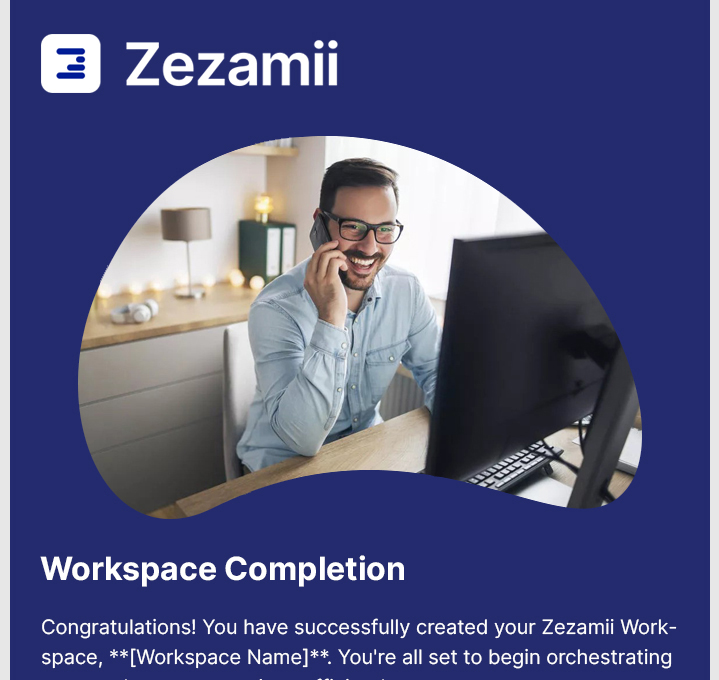 Zezamii
Workspace Completion
Congratulations! You have successfully created your Zezamii Work-
space, **[Workspace Name]**. You're all set to begin orchestrating